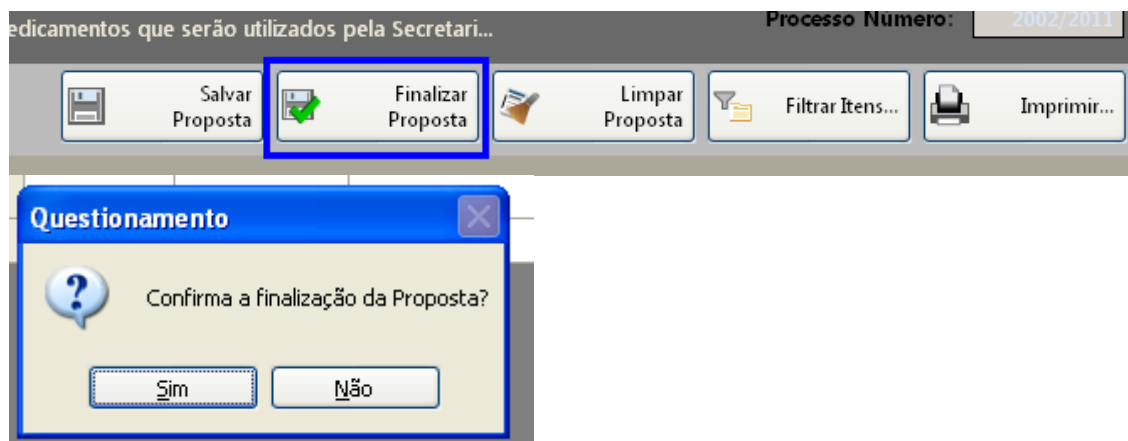 edicamentos que serão utilizados pela Secretari...
Processo Número: 2002/2011
Salvar
Proposta
Finalizar
Proposta
Limpar
Proposta
Filtrar Itens...
Imprimir...
Questionamento
Confirma a finalização da Proposta?
Sim
Não